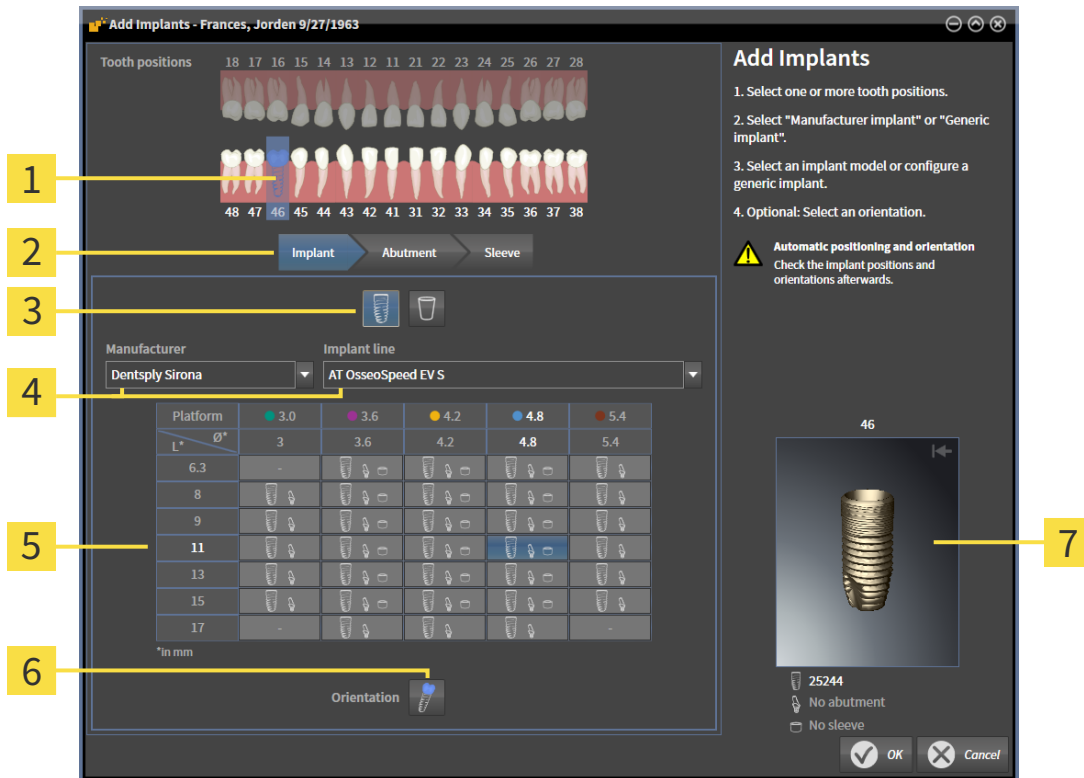 Add Implants - Frances, Jorden 9/27/1963
Tooth positions
18 17 16 15 14 13 12 11 21 22 23 24 25 26 27 28
48 47 46 45 44 43 42 41 31 32 33 34 35 36 37 38
1
2
Implant
Abutment
Sleeve
3
Manufacturer
Implant line
Dentsply Sirona
AT OsseoSpeed EV S
4
Platform 3.0 3.6 4.2 4.8 5.4
L* Ø* 3 3.6 4.2 4.8 5.4
6.3 -
8
9
5
11
13
15
17 - -
*in mm
6
Orientation
Add Implants
1. Select one or more tooth positions.
2. Select "Manufacturer implant" or "Generic
implant".
3. Select an implant model or configure a
generic implant.
4. Optional: Select an orientation.
Automatic positioning and orientation
Check the implant positions and
orientations afterwards.
46
7
25244
No abutment
No sleeve
OK
Cancel